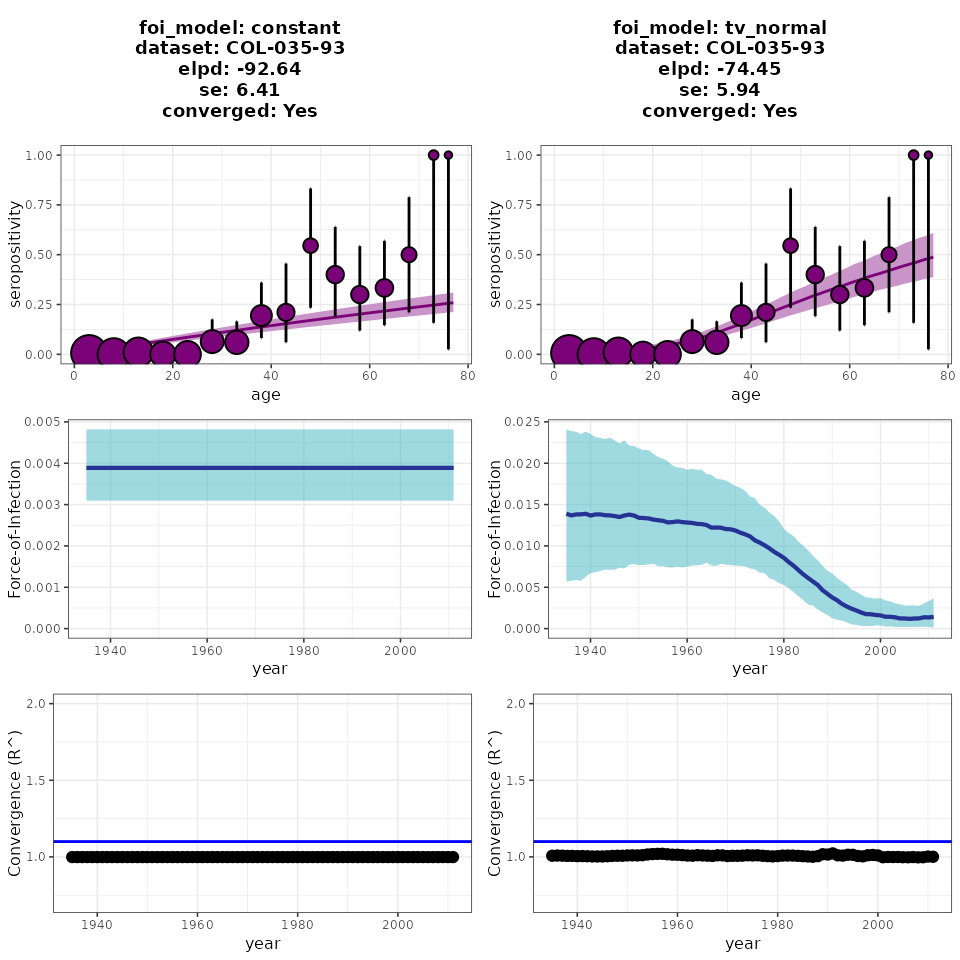 foi_model: constant
dataset: COL-035-93
elpd: -92.64
se: 6.41
converged: Yes
foi_model: tv_normal
dataset: COL-035-93
elpd: -74.45
se: 5.94
converged: Yes
seropositivity
1.00
0.75
0.50
0.25
0.00
0 20 40 60 80
age
seropositivity
1.00
0.75
0.50
0.25
0.00
0 20 40 60 80
age
Force-of-Infection
0.005
0.004
0.003
0.002
0.001
0.000
1940 1960 1980 2000
year
Force-of-Infection
0.025
0.020
0.015
0.010
0.005
0.000
1940 1960 1980 2000
year
Convergence (R^)
2.0
1.5
1.0
1940 1960 1980 2000
year
Convergence (R^)
2.0
1.5
1.0
1940 1960 1980 2000
year